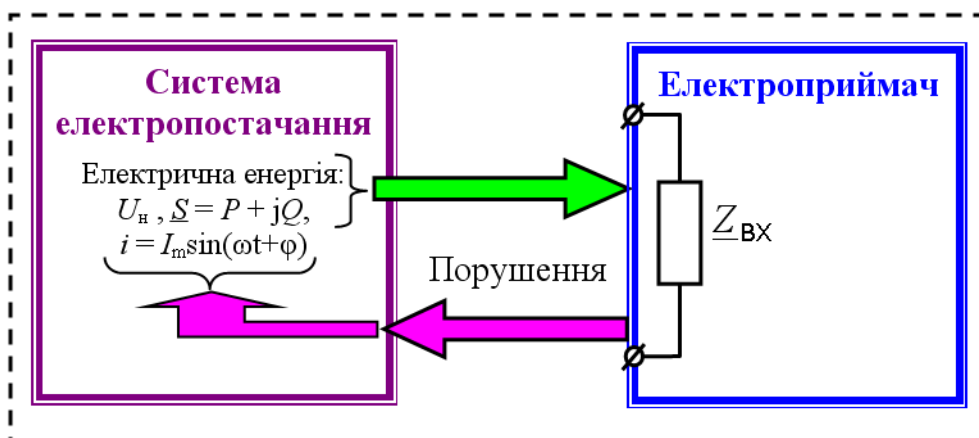 Система
електропостачання
Електрична енергія:
Uн , S = P + jQ,
i = Imsin(ωt+φ)
Порушення
Електроприймач
ZВХ